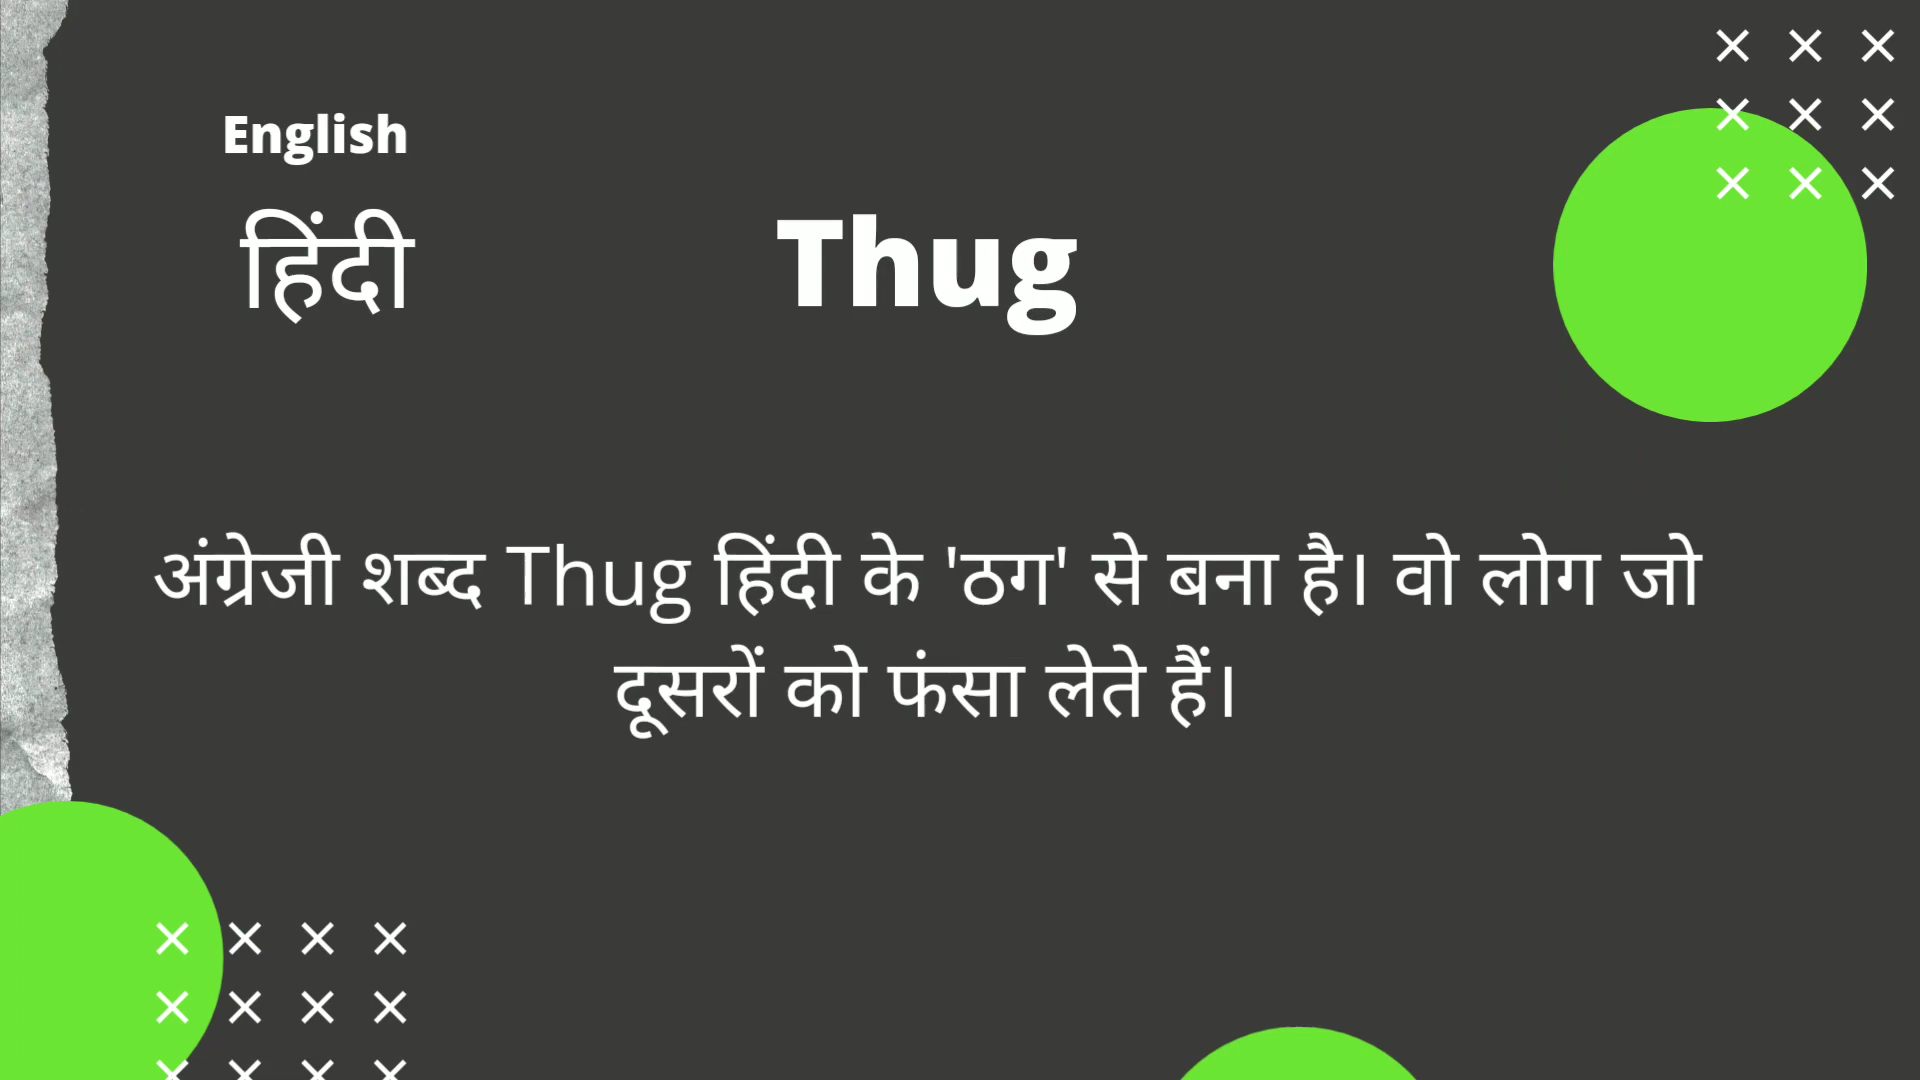 English
हिंदी
Thug
अंग्रेजी शब्द Thug हिंदी के 'ठग' से बना है। वो लोग जो
दूसरों को फंसा लेते हैं।